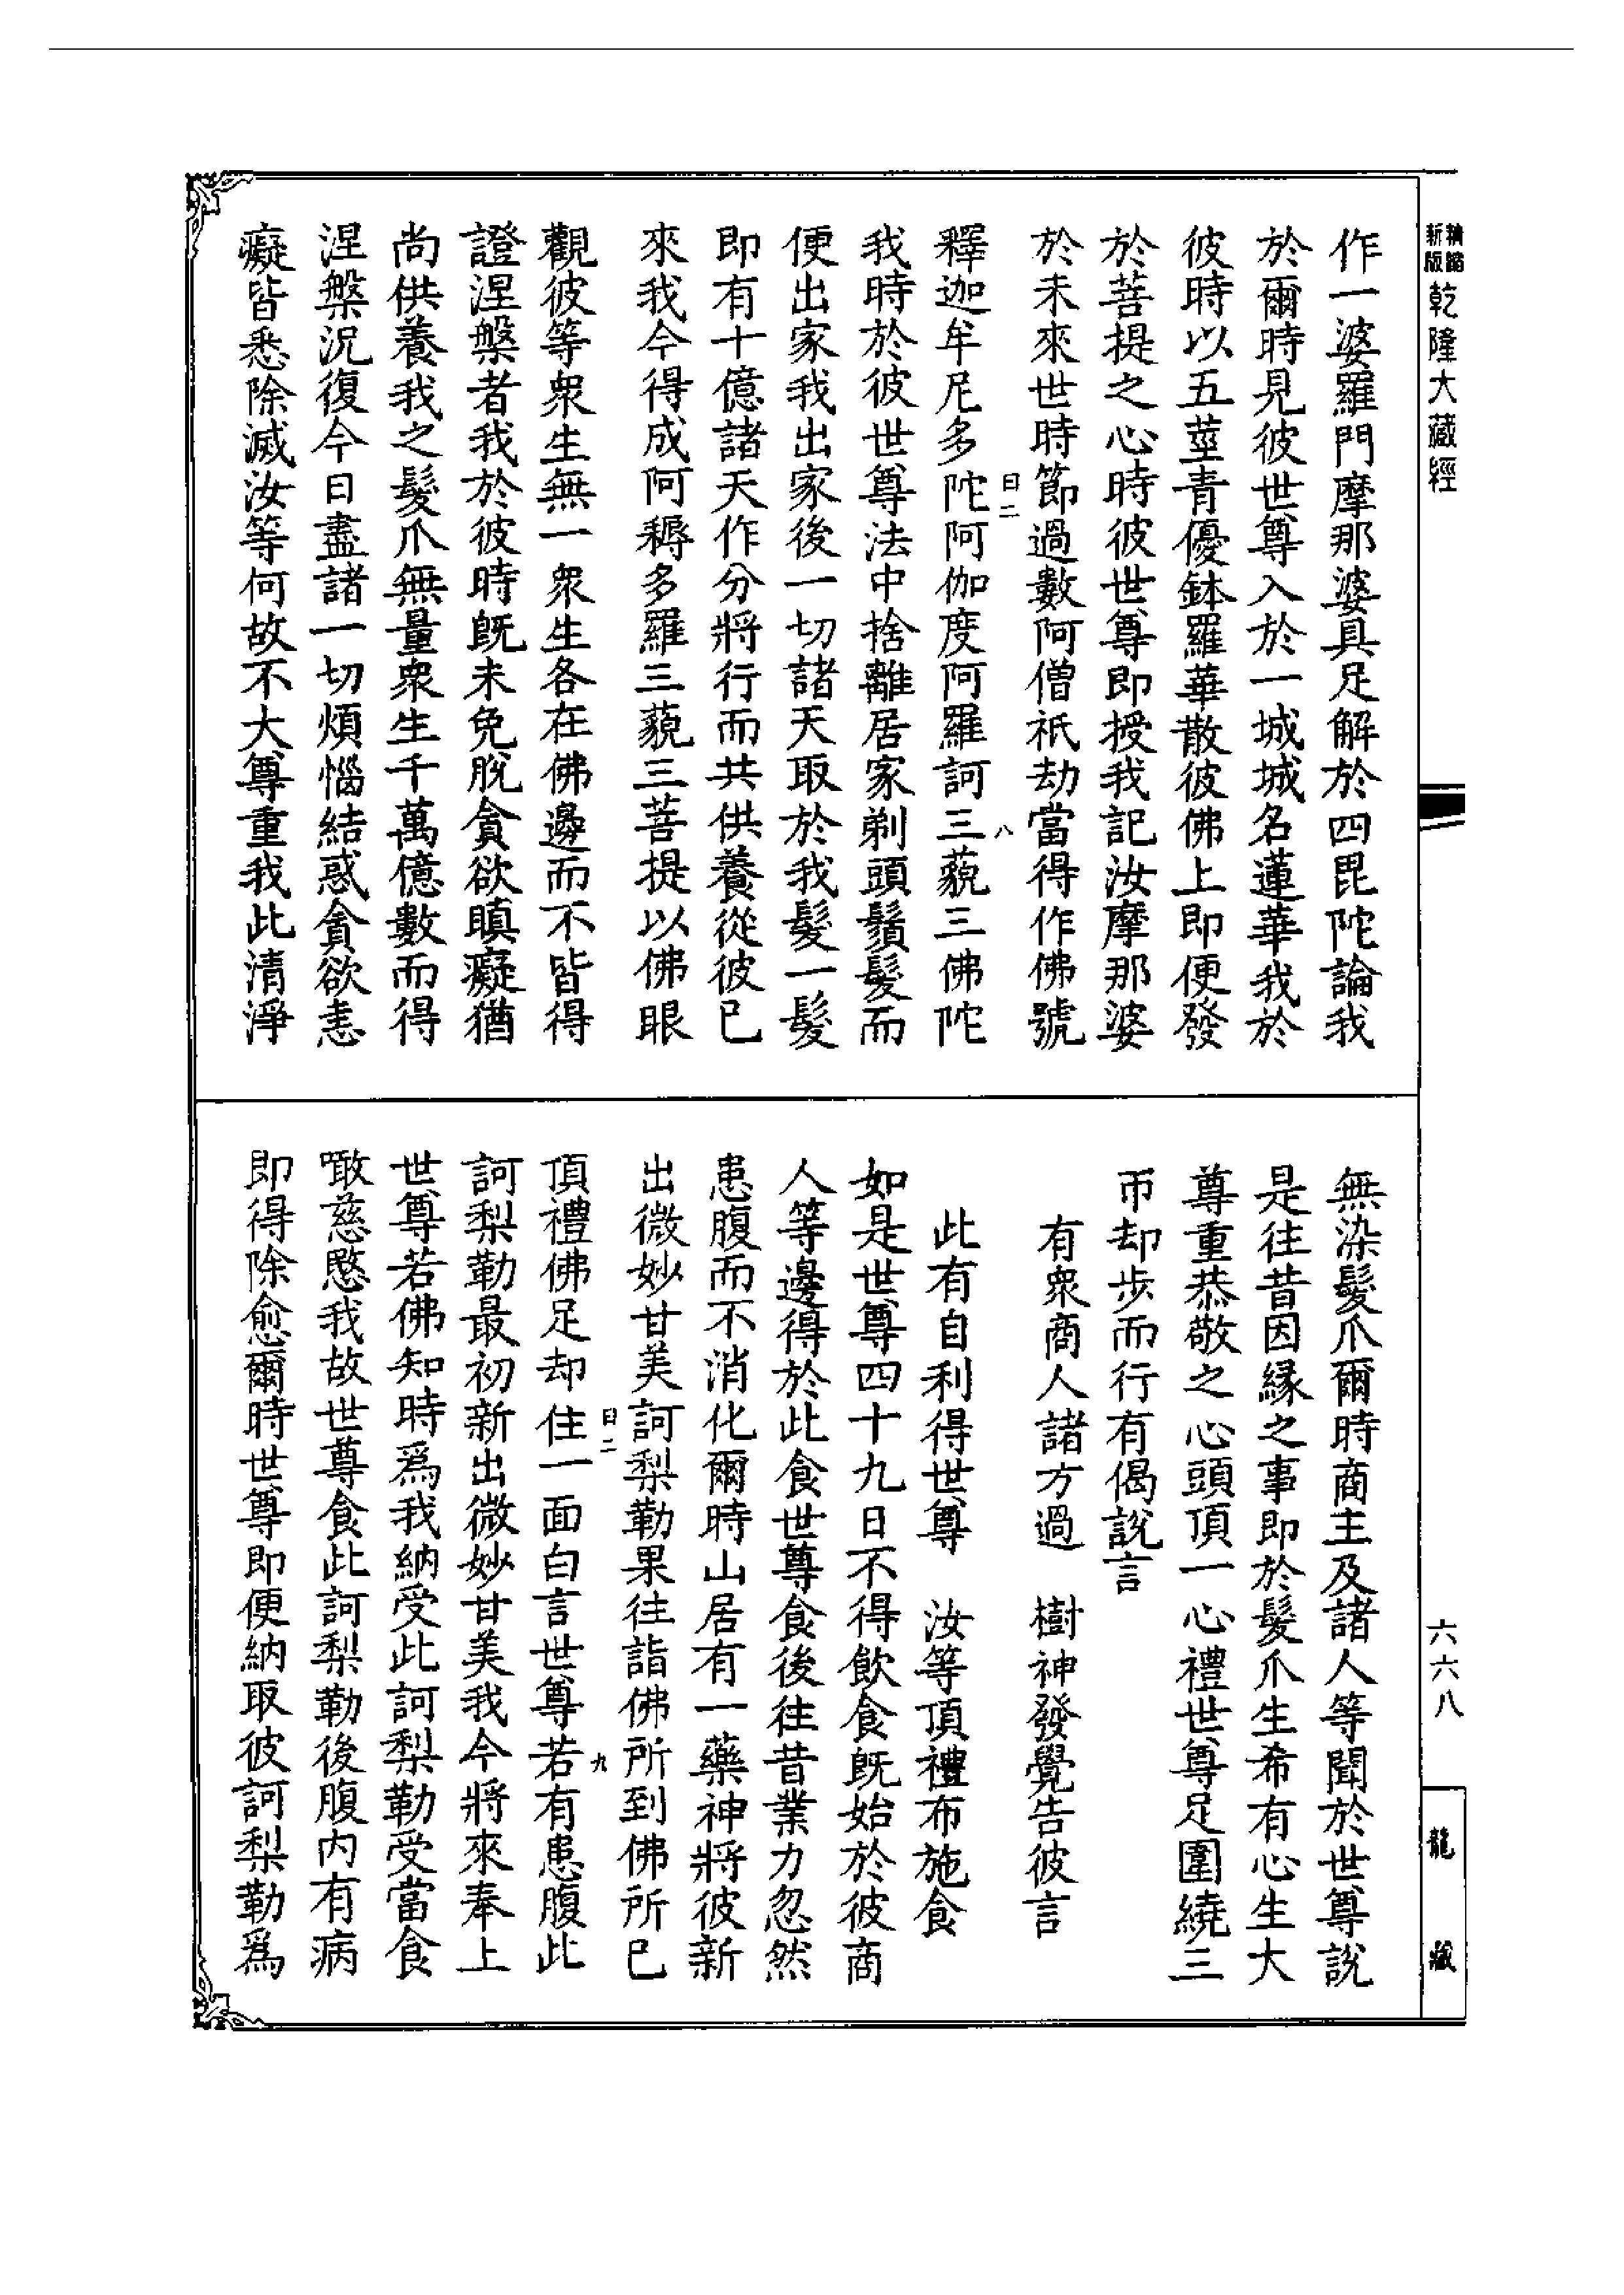 新版
乾隆大藏經
六六八
龍藏
作一婆羅門摩那婆具足解於四毘陀論我
於爾時見彼世尊入於一城城名蓮華我於
彼時以五莖青優鉢羅華散彼佛上即便發
於菩提之心時彼世尊即授我記汝摩那婆
於未來世時節過數阿僧祇劫當得作佛號
曰二
八
釋迦牟尼多陀阿伽度阿羅訶三藐三佛陀
我時於彼世尊法中捨離居家剃頭鬚髮而
便出家我出家後一切諸天取於我髮一髮
即有十億諸天作分將行而共供養從彼已
來我今得成阿耨多羅三藐三菩提以佛眼
觀彼等衆生無一衆生各在佛邊而不皆得
證涅槃者我於彼時旣未免脫貪欲瞋癡猶
尚供養我之髮爪無量衆生千萬億數而得
涅槃況復今日盡諸一切煩惱結惑貪欲恚
癡皆悉除滅汝等何故不大尊重我此清淨
無染髮爪爾時商主及諸人等聞於世尊說
是往昔因緣之事即於髮爪生希有心生大
尊重恭敬之心頭頂一心禮世尊足圍繞三
帀却步而行有偈說言
有衆商人諸方過　樹神發覺告彼言
此有自利得世尊　汝等頂禮布施食
如是世尊四十九日不得飲食旣始於彼商
人等邊得於此食世尊食後往昔業力忽然
患腹而不消化爾時山居有一藥神將彼新
出微妙甘美訶梨勒果往詣佛所到佛所已
曰二
九
頂禮佛足却住一面白言世尊若有患腹此
訶梨勒最初新出微妙甘美我今將來奉上
世尊若佛知時爲我納受此訶梨勒受當食
噉慈愍我故世尊食此訶梨勒後腹内有病
即得除愈爾時世尊即便納取彼訶梨勒爲